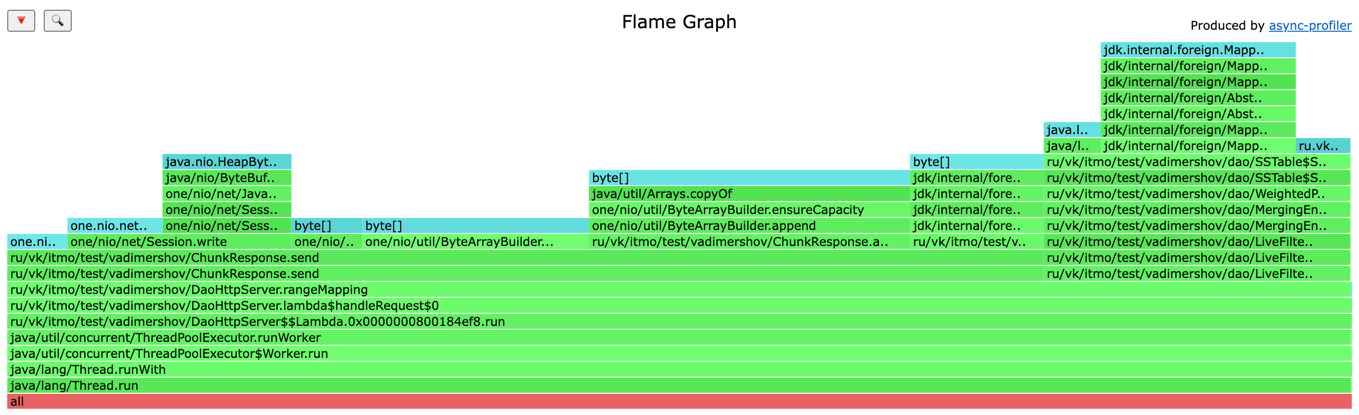 🔻 🔍 Flame Graph Produced by async-profiler
jdk.internal.foreign.Mapp..
jdk/internal/foreign/Mapp..
jdk/internal/foreign/Mapp..
jdk/internal/foreign/Abst..
jdk/internal/foreign/Abst..
java.l.. jdk/internal/foreign/Mapp..
java/l.. jdk/internal/foreign/Mapp.. ru.vk..
java.nio.HeapByt.. byte[] ru/vk/itmo/test/vadimershov/dao/SSTable$S..
java/nio/ByteBuf.. byte[] jdk/internal/fore.. ru/vk/itmo/test/vadimershov/dao/SSTable$S..
one/nio/net/Java.. java/util/Arrays.copyOf jdk/internal/fore.. ru/vk/itmo/test/vadimershov/dao/WeightedP..
one/nio/net/Sess.. one/nio/util/ByteArrayBuilder.ensureCapacity jdk/internal/fore.. ru/vk/itmo/test/vadimershov/dao/MergingEn..
one.nio.net.. one/nio/net/Sess.. byte[] byte[] one/nio/util/ByteArrayBuilder.append jdk/internal/fore.. ru/vk/itmo/test/vadimershov/dao/MergingEn..
one.ni.. one/nio/net/Session.write one/nio/.. one/nio/util/ByteArrayBuilder... ru/vk/itmo/test/vadimershov/ChunkResponse.a.. ru/vk/itmo/test/v.. ru/vk/itmo/test/vadimershov/dao/LiveFilte..
ru/vk/itmo/test/vadimershov/ChunkResponse.send ru/vk/itmo/test/vadimershov/dao/LiveFilte..
ru/vk/itmo/test/vadimershov/ChunkResponse.send ru/vk/itmo/test/vadimershov/dao/LiveFilte..
ru/vk/itmo/test/vadimershov/DaoHttpServer.rangeMapping
ru/vk/itmo/test/vadimershov/DaoHttpServer.lambda$handleRequest$0
ru/vk/itmo/test/vadimershov/DaoHttpServer$$Lambda.0x0000000800184ef8.run
java/util/concurrent/ThreadPoolExecutor.runWorker
java/util/concurrent/ThreadPoolExecutor$Worker.run
java/lang/Thread.runWith
java/lang/Thread.run
all